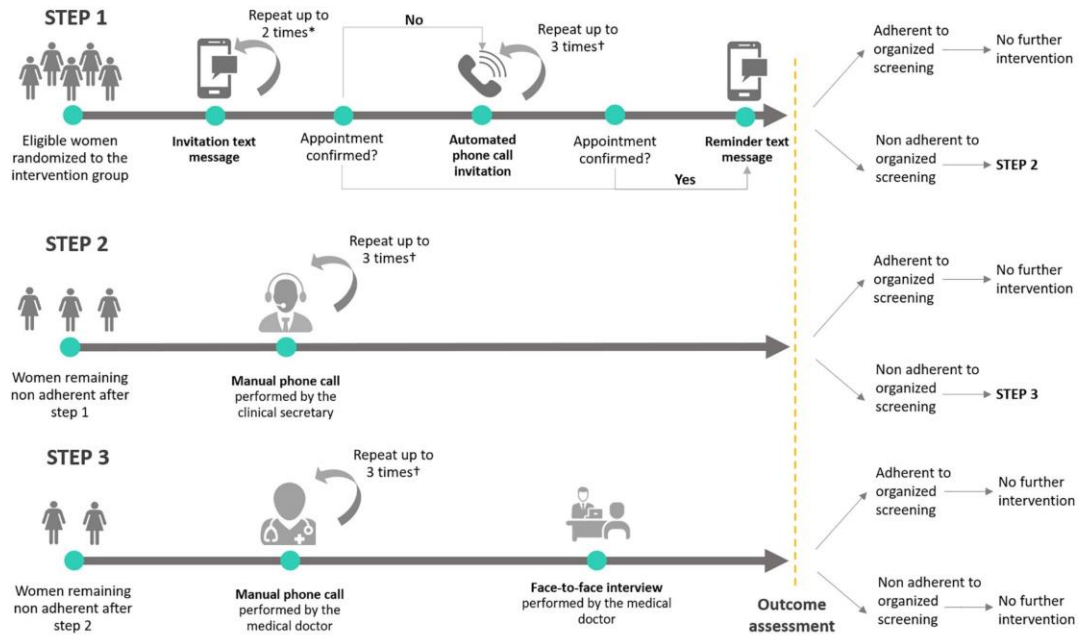 STEP 1
Repeat up to
2 times*
No
Repeat up to
3 times†
Eligible women
randomized to the
intervention group
Invitation text
message
Appointment
confirmed?
Automated
phone call
invitation
Appointment
confirmed?
Reminder text
message
Yes
Adherent to
organized
screening
No further
intervention
Non adherent to
organized
screening
STEP 2
STEP 2
Repeat up to
3 times†
Women remaining
non adherent after
step 1
Manual phone call
performed by the
clinical secretary
Adherent to
organized
screening
No further
intervention
Non adherent to
organized
screening
STEP 3
STEP 3
Repeat up to
3 times†
Women remaining
non adherent after
step 2
Manual phone call
performed by the
medical doctor
Face-to-face interview
performed by the medical
doctor
Outcome
assessment
Adherent to
organized
screening
No further
intervention
Non adherent to
organized
screening
No further
intervention